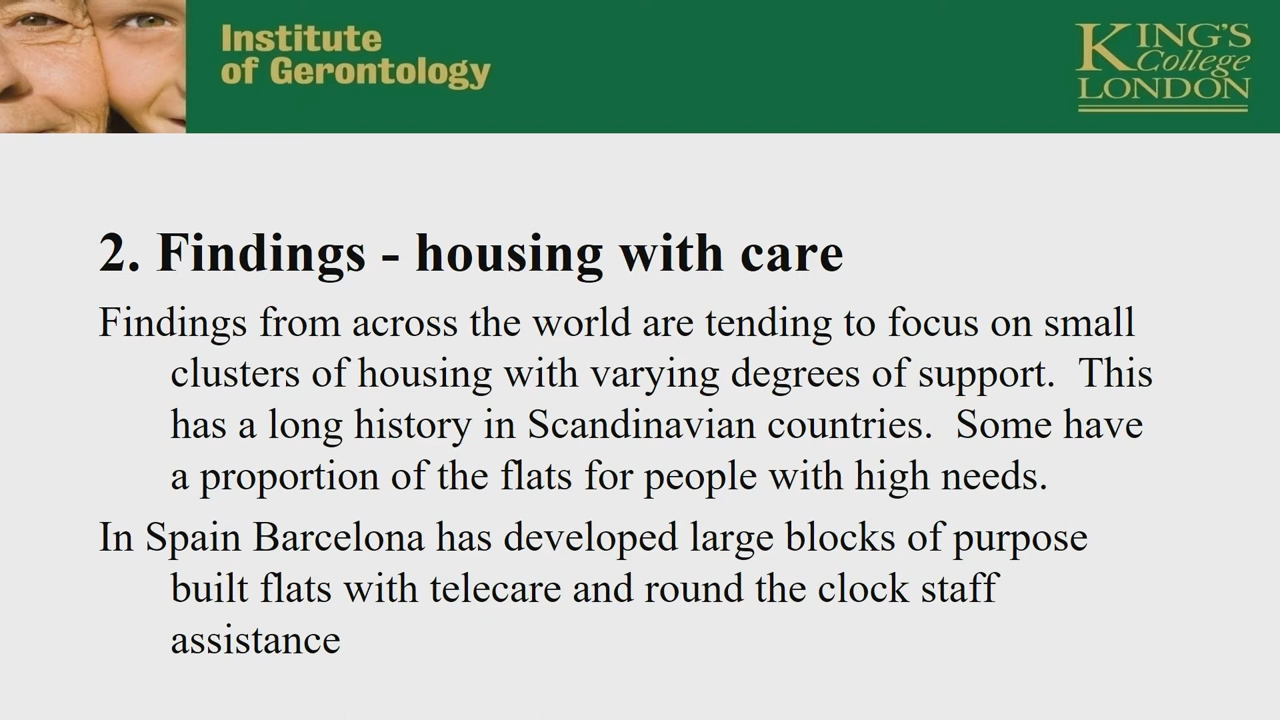 Institute
of Gerontology
KING'S
College
LONDON
2. Findings - housing with care
Findings from across the world are tending to focus on small
clusters of housing with varying degrees of support.  This
has a long history in Scandinavian countries.  Some have
a proportion of the flats for people with high needs.
In Spain Barcelona has developed large blocks of purpose
built flats with telecare and round the clock staff
assistance